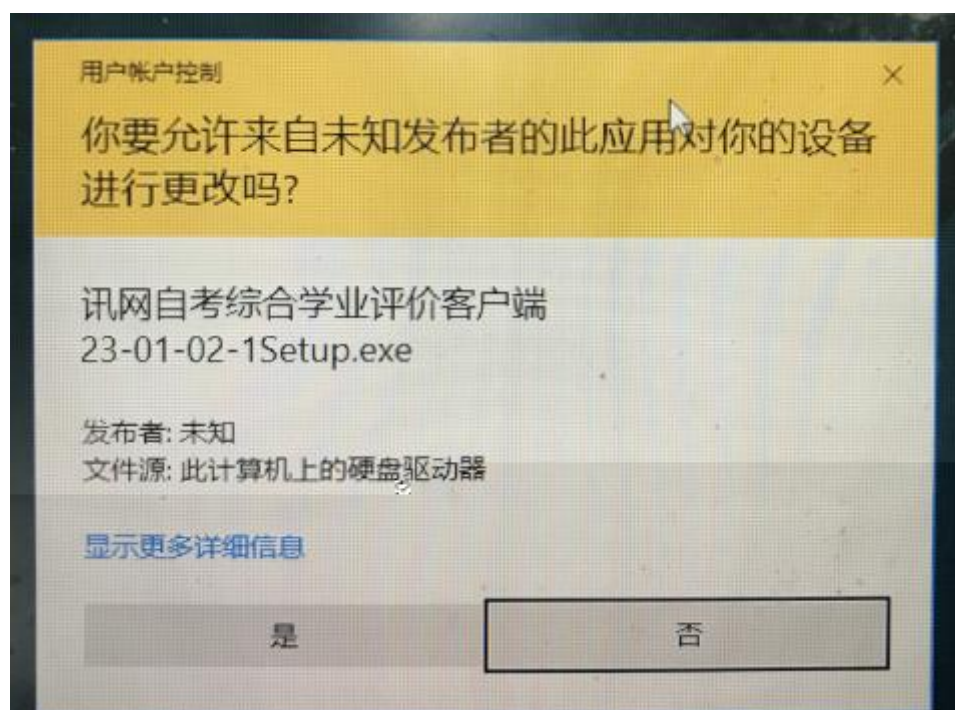 用户帐户控制
你要允许来自未知发布者的此应用对你的设备
进行更改吗?
讯网自考综合学业评价客户端
23-01-02-1Setup.exe
发布者: 未知
文件源: 此计算机上的硬盘驱动器
显示更多详细信息
是
否